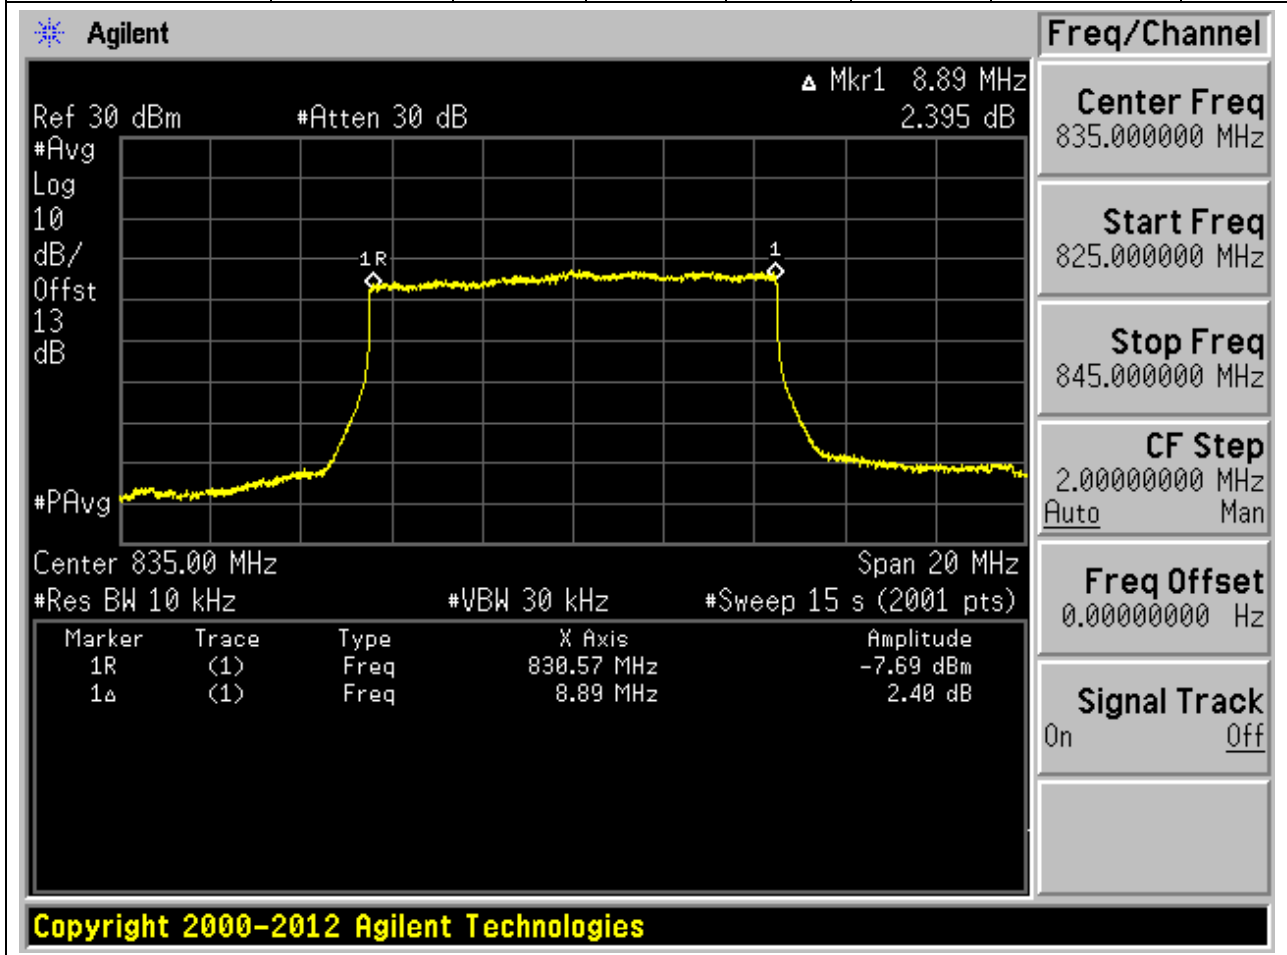 Agilent
Freq/Channel
Δ Mkr1 8.89 MHz
Ref 30 dBm #Atten 30 dB 2.395 dB
#Avg
Log
10
dB/
Offst
13
dB
#PAvg
1R
1
Center 835.00 MHz Span 20 MHz
#Res BW 10 kHz #VBW 30 kHz #Sweep 15 s (2001 pts)
Marker Trace Type X Axis Amplitude
1R (1) Freq 830.57 MHz -7.69 dBm
1Δ (1) Freq 8.89 MHz 2.40 dB
Center Freq
835.000000 MHz
Start Freq
825.000000 MHz
Stop Freq
845.000000 MHz
CF Step
2.00000000 MHz
Auto Man
Freq Offset
0.00000000 Hz
Signal Track
On Off
Copyright 2000-2012 Agilent Technologies